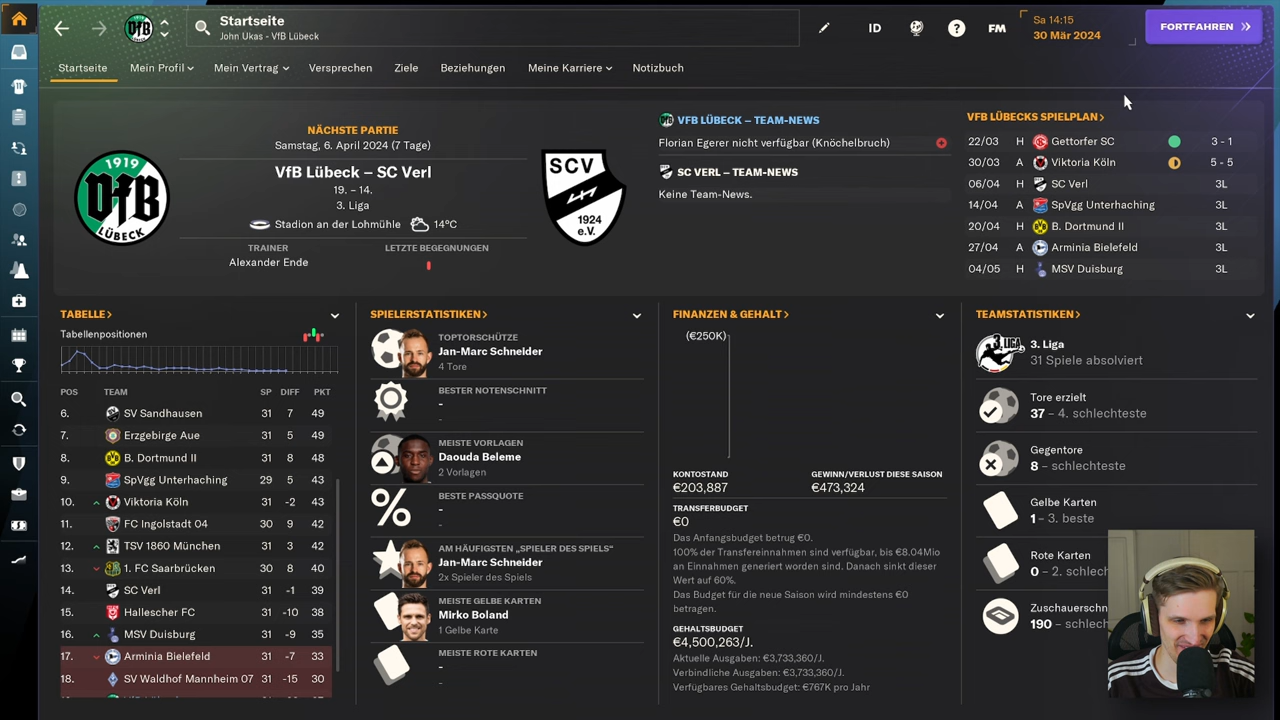 Startseite
John Ukas - VfB Lübeck
ID
FM
Sa 14:15
30 Mär 2024
FORTFAHREN
Startseite
Mein Profil
Mein Vertrag
Versprechen
Ziele
Beziehungen
Meine Karriere
Notizbuch
NÄCHSTE PARTIE
Samstag, 6. April 2024 (7 Tage)
VfB Lübeck – SC Verl
19. – 14.
3. Liga
Stadion an der Lohmühle
14ºC
TRAINER
Alexander Ende
LETZTE BEGEGNUNGEN
1919
VfB
LÜBECK
SCV
1924
e.V.
VFB LÜBECK – TEAM-NEWS
Florian Egerer nicht verfügbar (Knöchelbruch)
SC VERL – TEAM-NEWS
Keine Team-News.
VFB LÜBECKS SPIELPLAN
22/03 H Gettorfer SC 3 - 1
30/03 A Viktoria Köln 5 - 5
06/04 H SC Verl 3L
14/04 A SpVgg Unterhaching 3L
20/04 H B. Dortmund II 3L
27/04 A Arminia Bielefeld 3L
04/05 H MSV Duisburg 3L
TABELLE
Tabellenpositionen
POS TEAM SP DIFF PKT
6. SV Sandhausen 31 7 49
7. Erzgebirge Aue 31 5 49
8. B. Dortmund II 31 8 48
9. SpVgg Unterhaching 29 5 43
10. Viktoria Köln 31 -2 43
11. FC Ingolstadt 04 30 9 42
12. TSV 1860 München 31 3 42
13. 1. FC Saarbrücken 30 8 40
14. SC Verl 31 -1 39
15. Hallescher FC 31 -10 38
16. MSV Duisburg 31 -9 35
17. Arminia Bielefeld 31 -7 33
18. SV Waldhof Mannheim 07 31 -15 30
SPIELERSTATISTIKEN
TOPTORSCHÜTZE
Jan-Marc Schneider
4 Tore
BESTER NOTENSCHNITT
-
-
MEISTE VORLAGEN
Daouda Beleme
2 Vorlagen
BESTE PASSQUOTE
-
-
AM HÄUFIGSTEN „SPIELER DES SPIELS“
Jan-Marc Schneider
2x Spieler des Spiels
MEISTE GELBE KARTEN
Mirko Boland
1 Gelbe Karte
MEISTE ROTE KARTEN
-
-
FINANZEN & GEHALT
(€250K)
KONTOSTAND
€203,887
GEWINN/VERLUST DIESE SAISON
€473,324
TRANSFERBUDGET
€0
Das Anfangsbudget betrug €0.
100% der Transfereinnahmen sind verfügbar, bis €8.04Mio
an Einnahmen generiert worden sind. Danach sinkt dieser
Wert auf 60%.
Das Budget für die neue Saison wird mindestens €0
betragen.
GEHALTSBUDGET
€4,500,263/J.
Aktuelle Ausgaben: €3,733,360/J.
Verbindliche Ausgaben: €3,733,360/J.
Verfügbares Gehaltsbudget: €767K pro Jahr
TEAMSTATISTIKEN
3. LIGA
3. Liga
31 Spiele absolviert
Tore erzielt
37 – 4. schlechteste
Gegentore
8 – schlechteste
Gelbe Karten
1 – 3. beste
Rote Karten
0 – 2. schlech
Zuschauerschn
190 – schlech